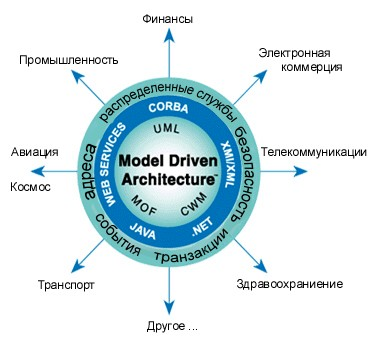 Финансы
Промышленность
Электронная
коммерция
распределенные службы
безопасность
CORBA
UML
WEB SERVICES
XMI/XML
адреса
Авиация
Космос
Model Driven
Architecture™
Телекоммуникации
MOF
CWM
JAVA
.NET
события
транзакции
Транспорт
Здравоохраниение
Другое ...